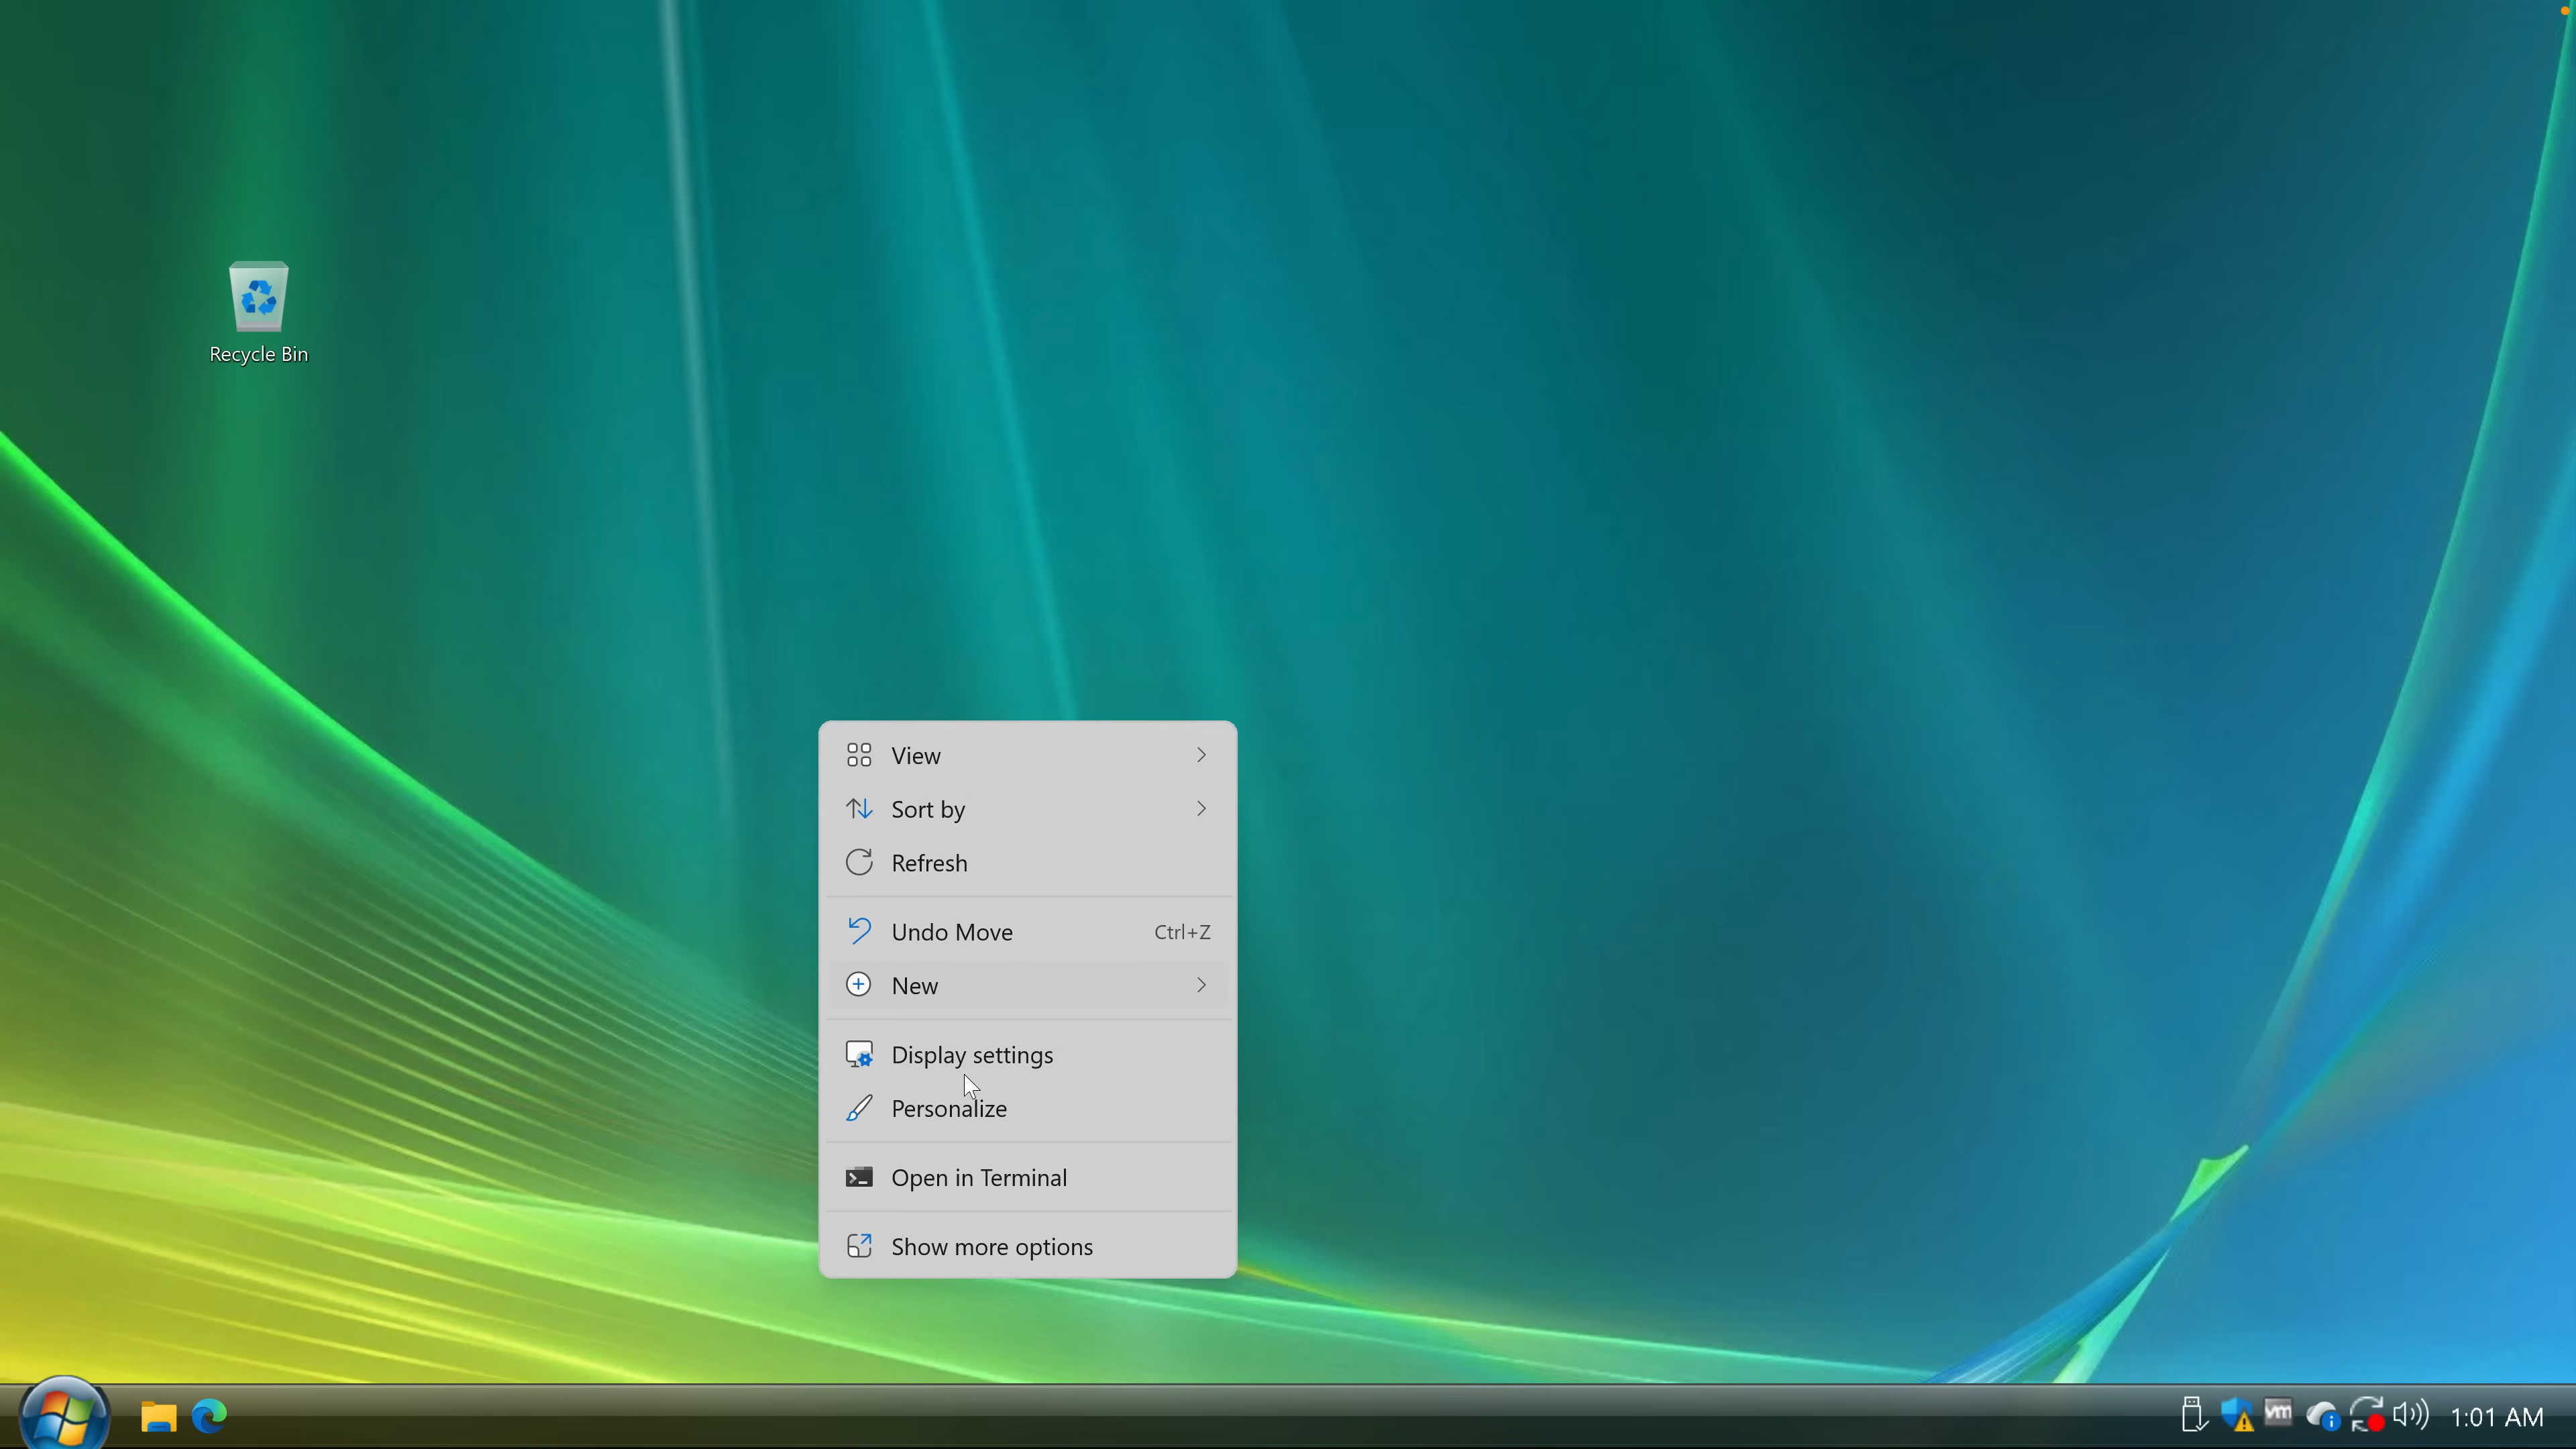 Recycle Bin
View
Sort by
Refresh
Undo Move Ctrl+Z
New
Display settings
Personalize
Open in Terminal
Show more options
vm
1:01 AM